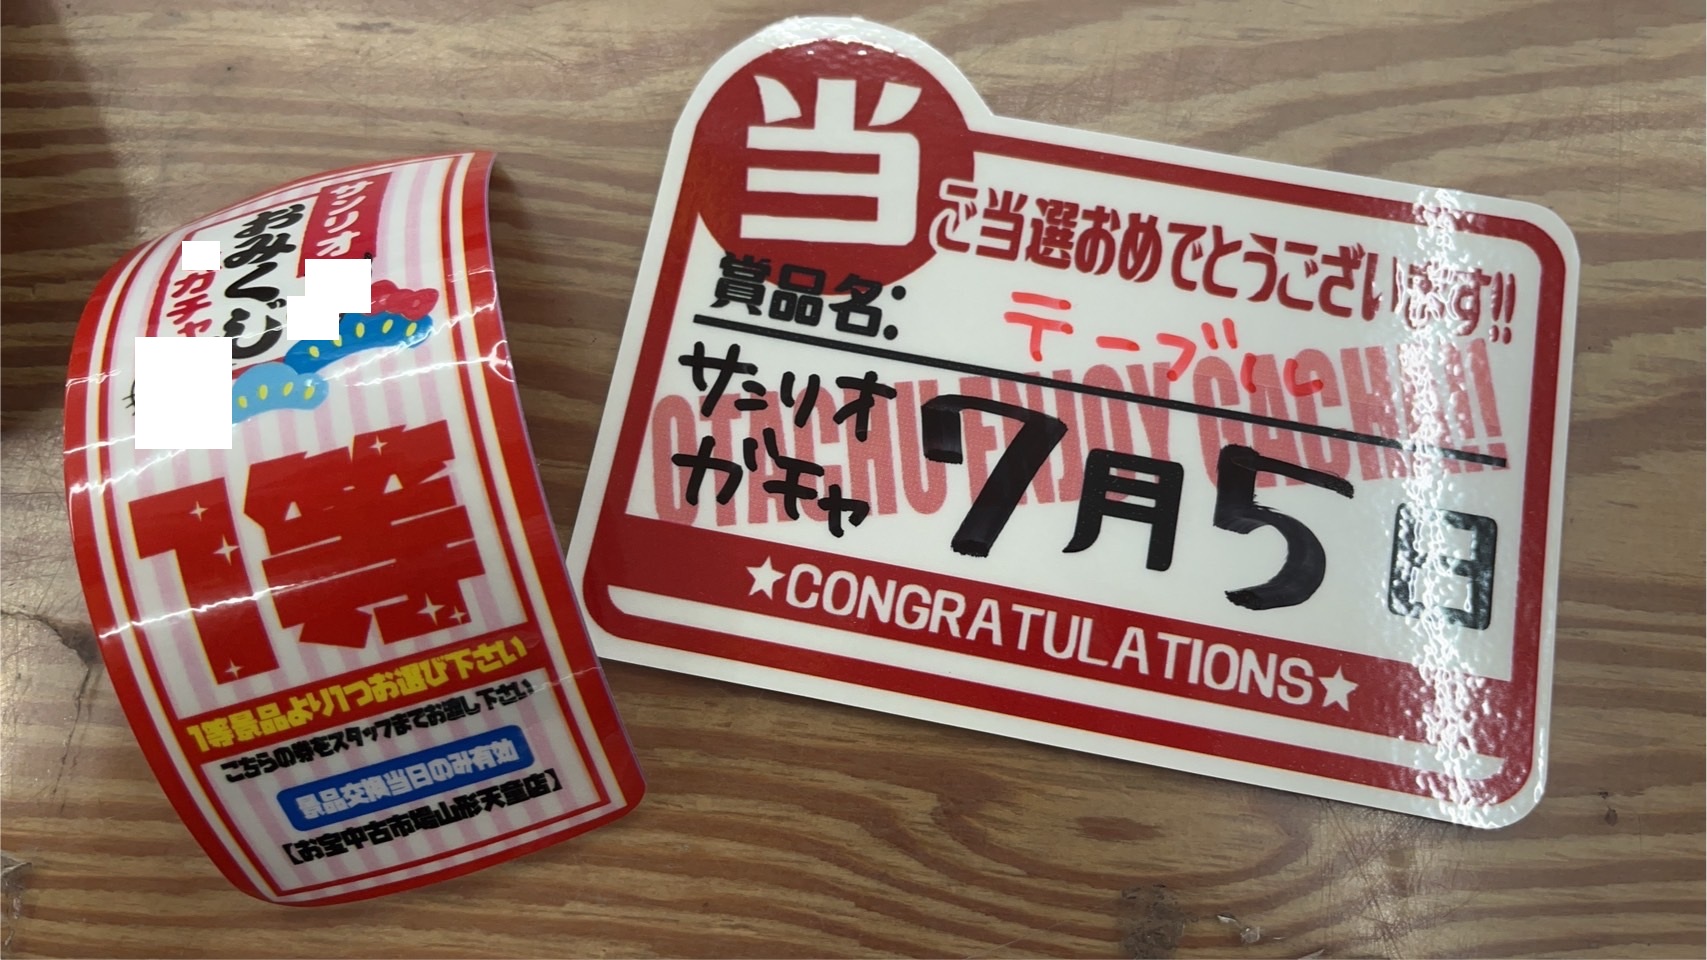 サンリオ
おみくじ
ガチャ
1等
1等景品より1つお選び下さい
こちらの券をスタッフまでお渡し下さい
景品交換当日のみ有効
【お宝中古市場山形天童店】
当
ご当選おめでとうございます!!
賞品名:
テーブル
サンリオ
ガチャ
7月5日
OTACHU ENJOY GACHA!!
★CONGRATULATIONS★